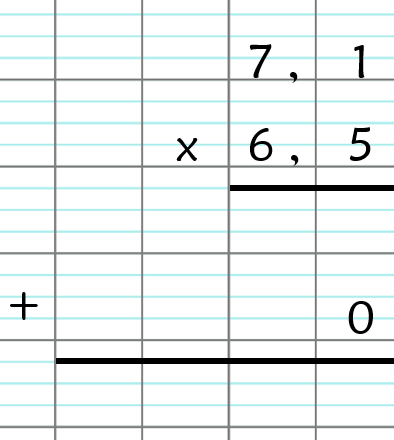 7, 1
x 6, 5
+ 0